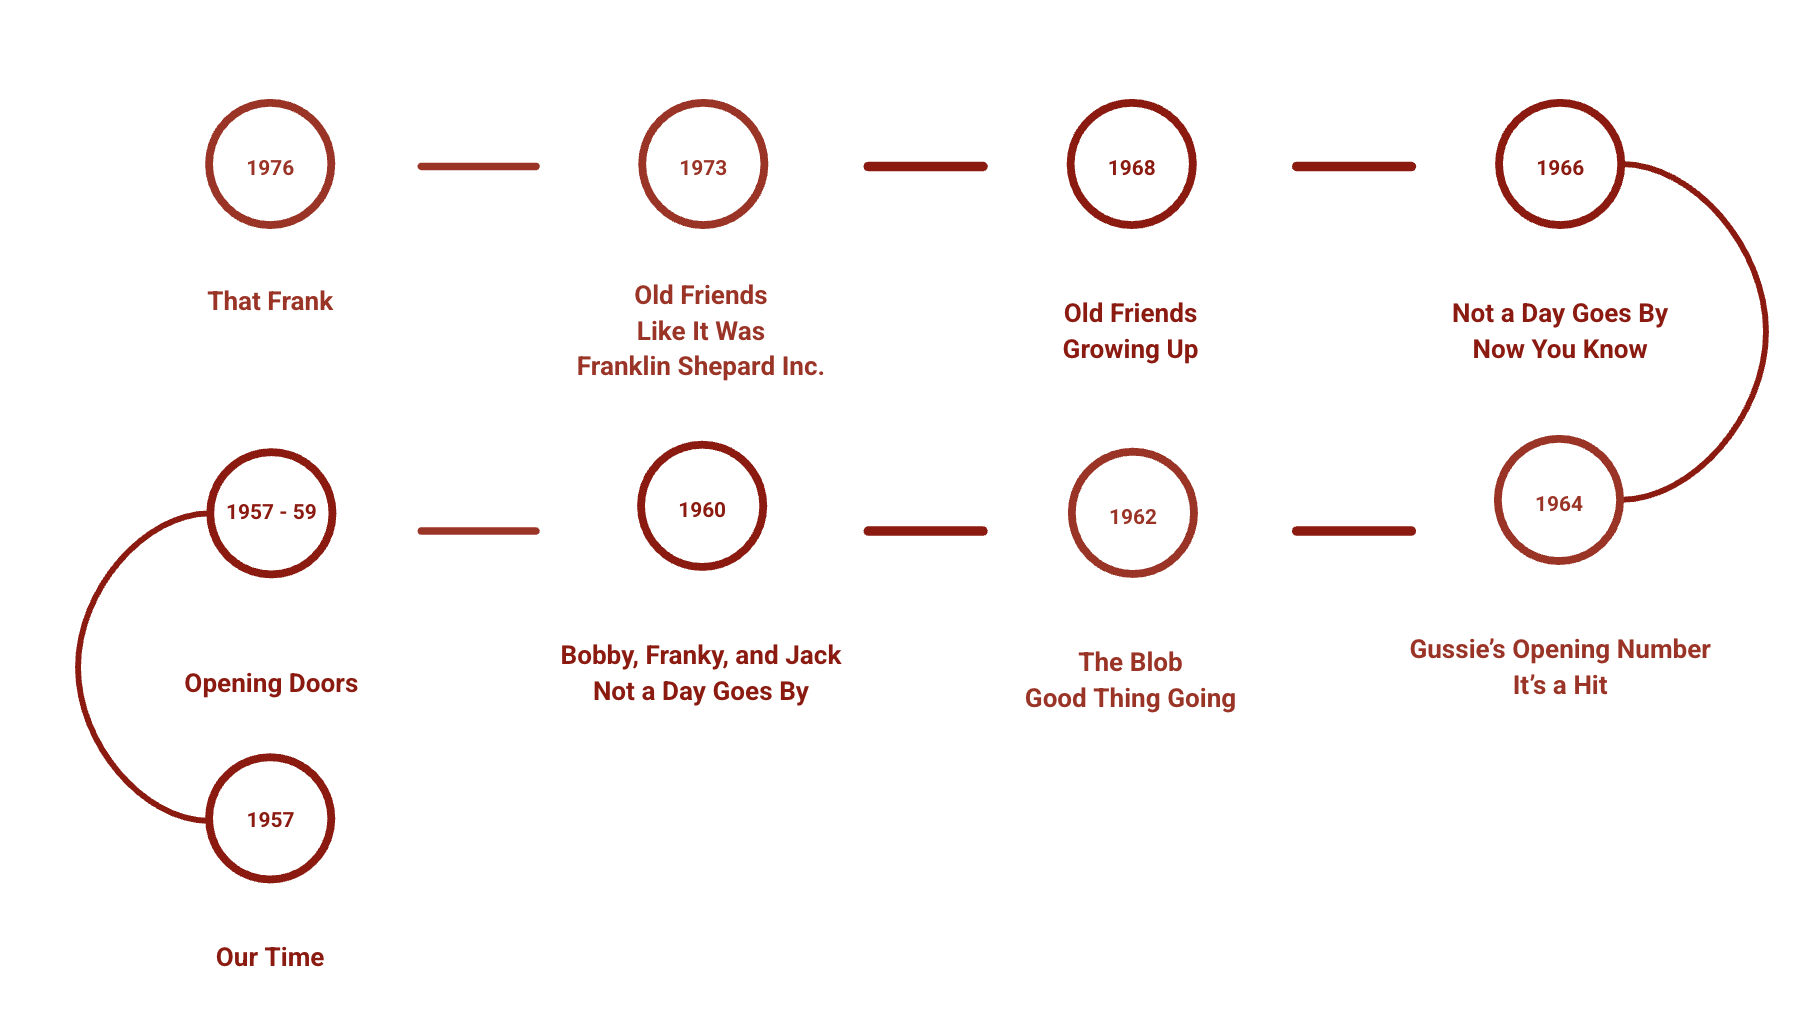 1976
That Frank
1973
Old Friends
Like It Was
Franklin Shepard Inc.
1968
Old Friends
Growing Up
1966
Not a Day Goes By
Now You Know
1964
Gussie’s Opening Number
It’s a Hit
1962
The Blob
Good Thing Going
1960
Bobby, Franky, and Jack
Not a Day Goes By
1957 - 59
Opening Doors
1957
Our Time